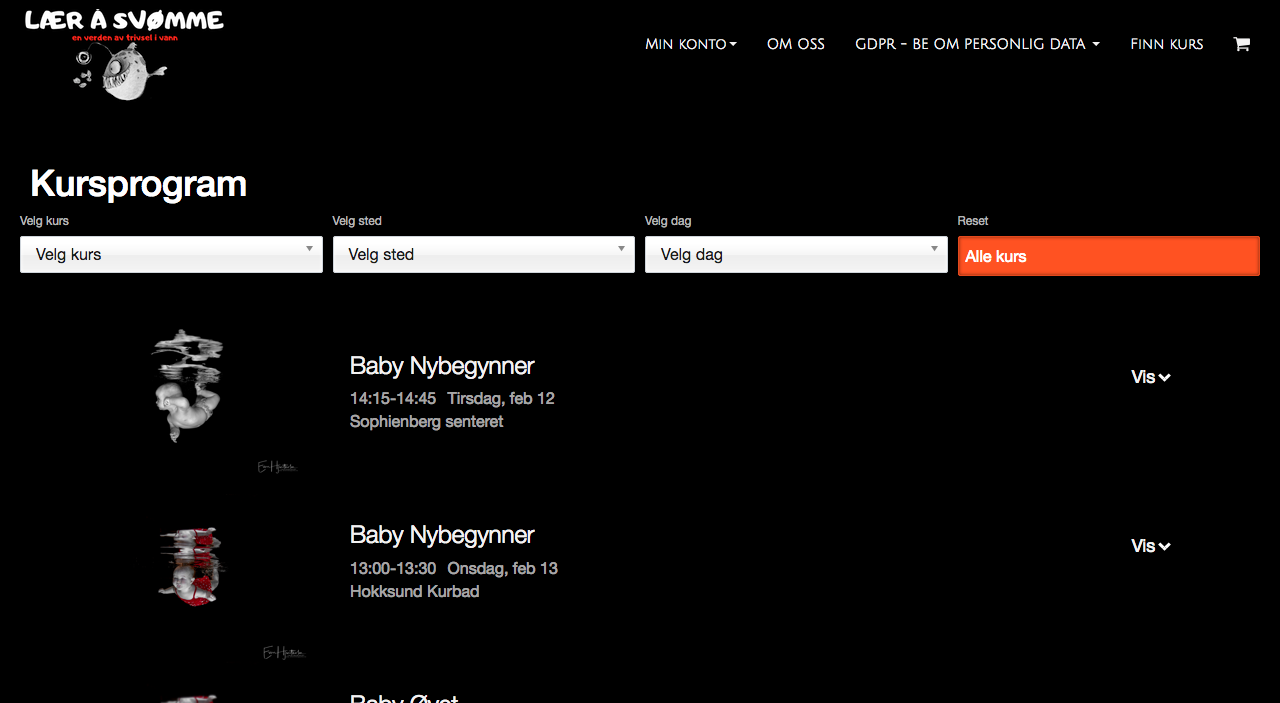 LÆR Å SVØMME
en verden av trivsel i vann
MIN KONTO
OM OSS
GDPR - BE OM PERSONLIG DATA
FINN KURS
Kursprogram
Velg kurs
Velg sted
Velg dag
Reset
Velg kurs
Velg sted
Velg dag
Alle kurs
Baby Nybegynner
14:15-14:45 Tirsdag, feb 12
Sophienberg senteret
Vis
Baby Nybegynner
13:00-13:30 Onsdag, feb 13
Hokksund Kurbad
Vis
Baby Øvet